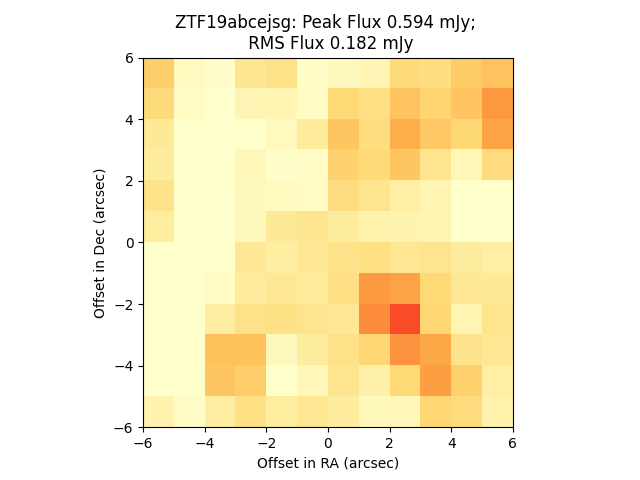 ZTF19abcejsg: Peak Flux 0.594 mJy;
RMS Flux 0.182 mJy
6
4
2
0
−2
−4
−6
Offset in Dec (arcsec)
−6 −4 −2 0 2 4 6
Offset in RA (arcsec)